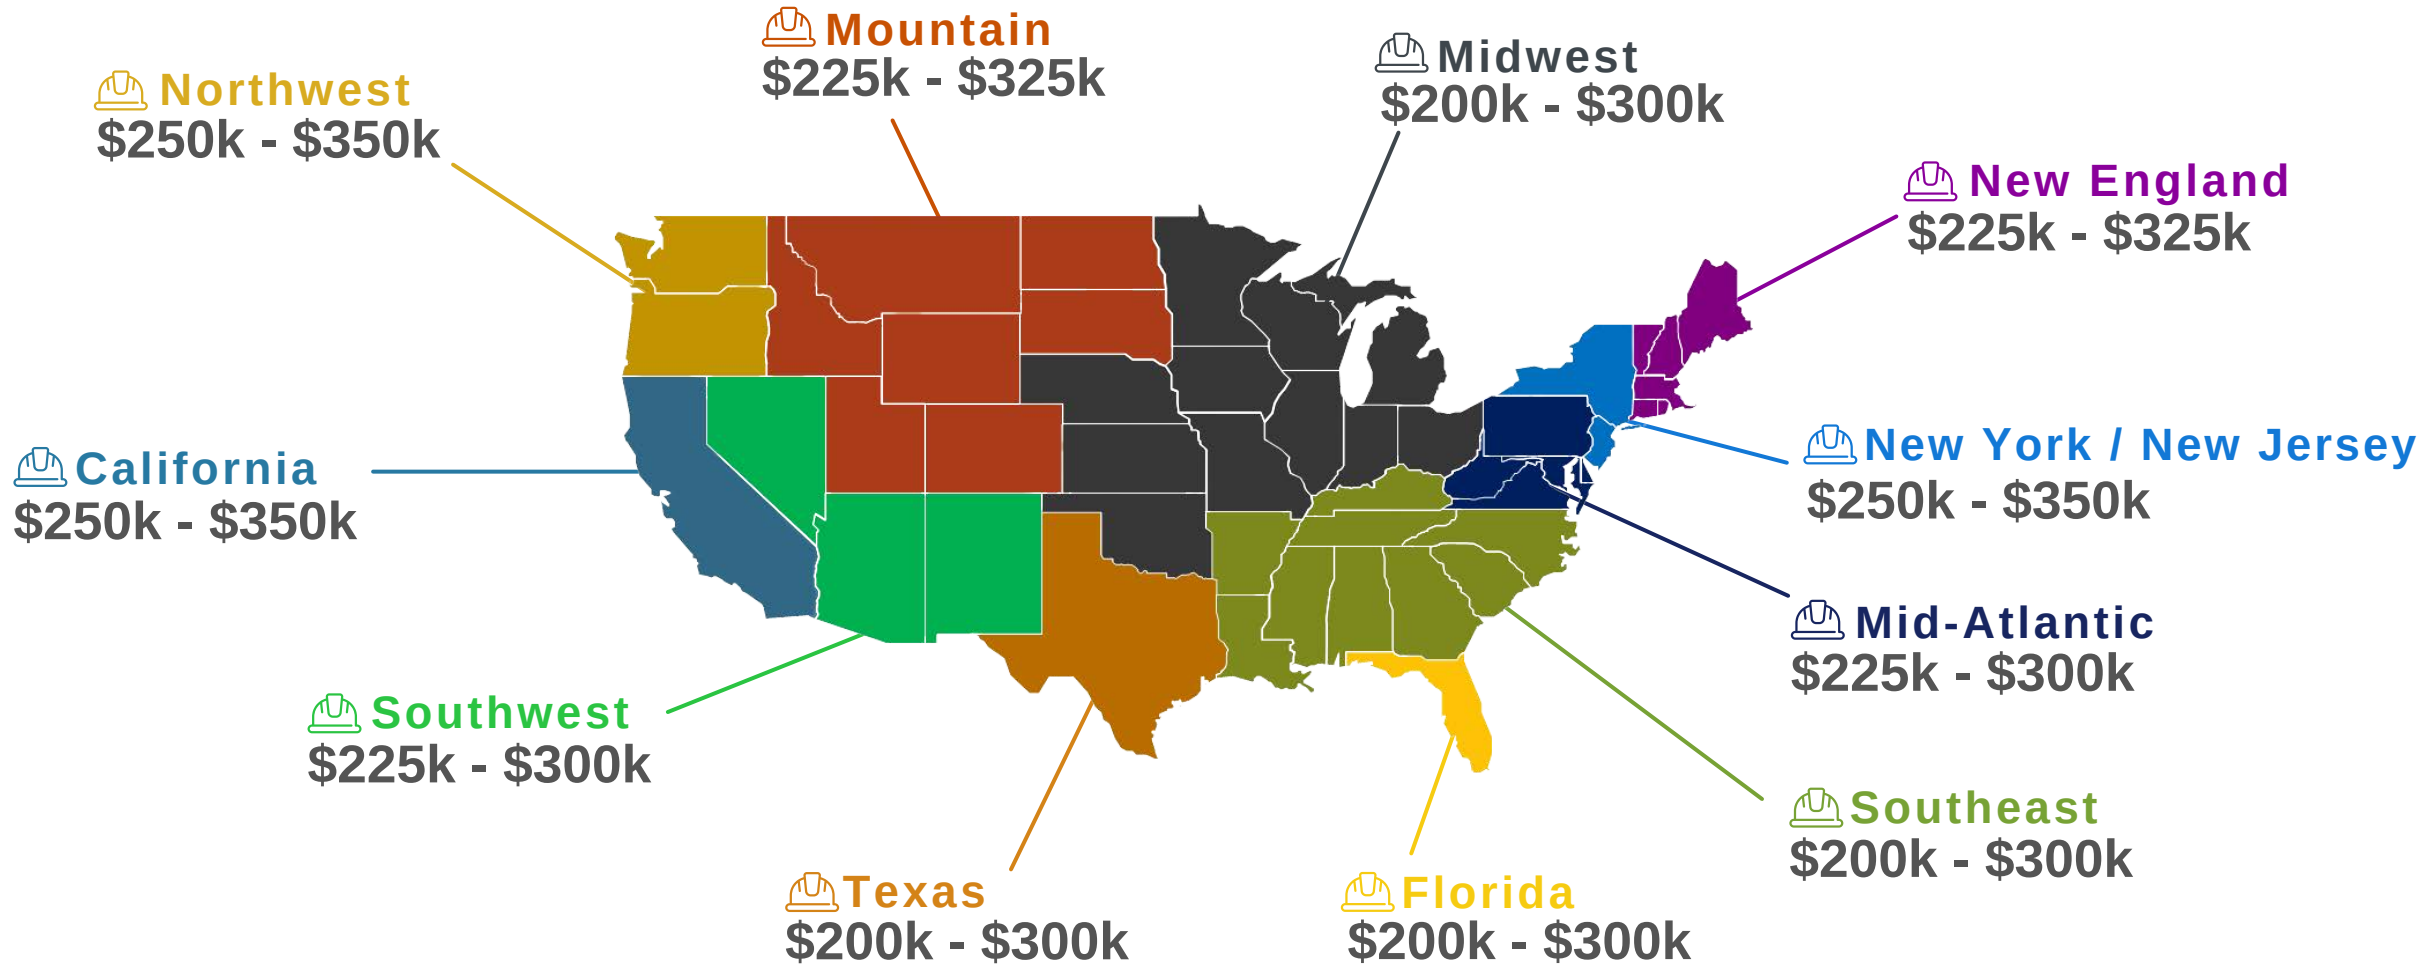 Mountain
$225k - $325k
Midwest
$200k - $300k
Northwest
$250k - $350k
New England
$225k - $325k
California
$250k - $350k
New York / New Jersey
$250k - $350k
Mid-Atlantic
$225k - $300k
Southwest
$225k - $300k
Southeast
$200k - $300k
Texas
$200k - $300k
Florida
$200k - $300k